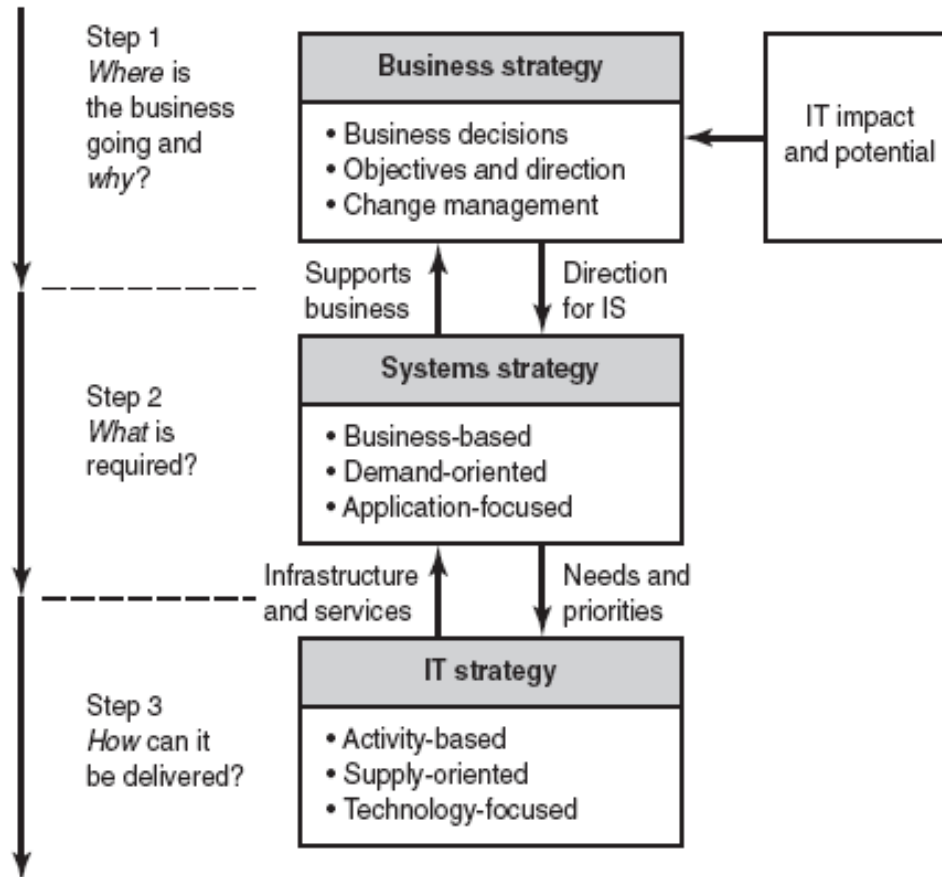 Step 1
Where is
the business
going and
why?
Business strategy
• Business decisions
• Objectives and direction
• Change management
IT impact
and potential
Supports
business
Direction
for IS
Step 2
What is
required?
Systems strategy
• Business-based
• Demand-oriented
• Application-focused
Infrastructure
and services
Needs and
priorities
Step 3
How can it
be delivered?
IT strategy
• Activity-based
• Supply-oriented
• Technology-focused